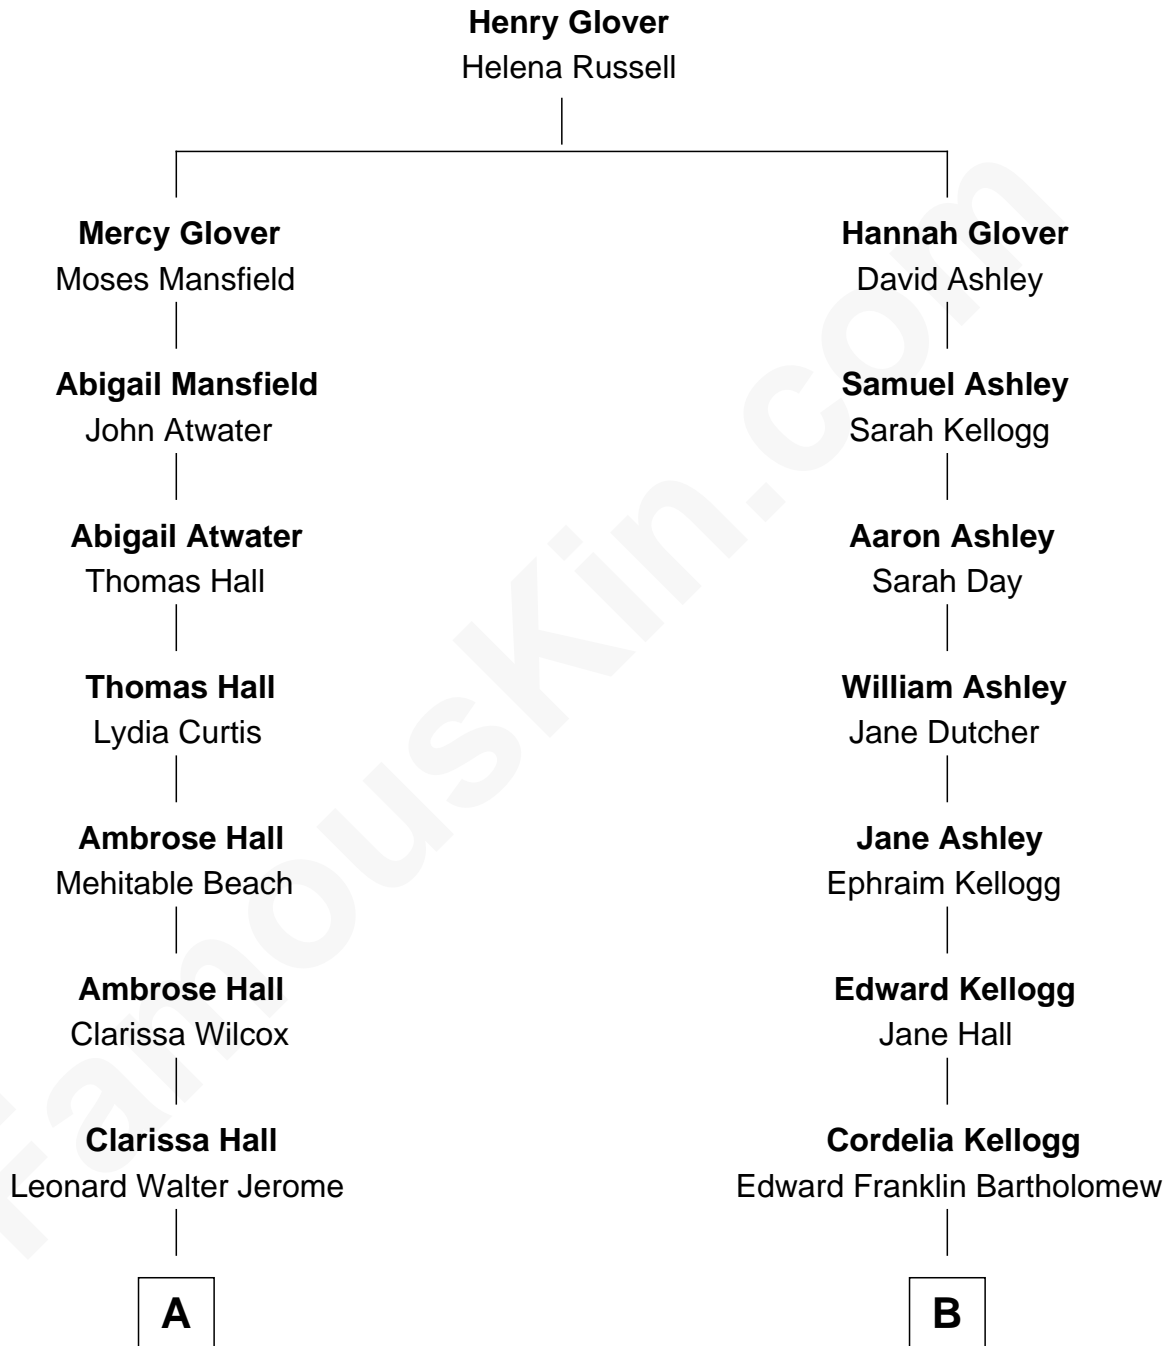 Henry Glover
Helena Russell
Mercy Glover
Moses Mansfield
Hannah Glover
David Ashley
Abigail Mansfield
John Atwater
Samuel Ashley
Sarah Kellogg
Abigail Atwater
Thomas Hall
Aaron Ashley
Sarah Day
Thomas Hall
Lydia Curtis
William Ashley
Jane Dutcher
Ambrose Hall
Mehitable Beach
Jane Ashley
Ephraim Kellogg
Ambrose Hall
Clarissa Wilcox
Edward Kellogg
Jane Hall
Clarissa Hall
Leonard Walter Jerome
Cordelia Kellogg
Edward Franklin Bartholomew
A
B
FamousKin.com